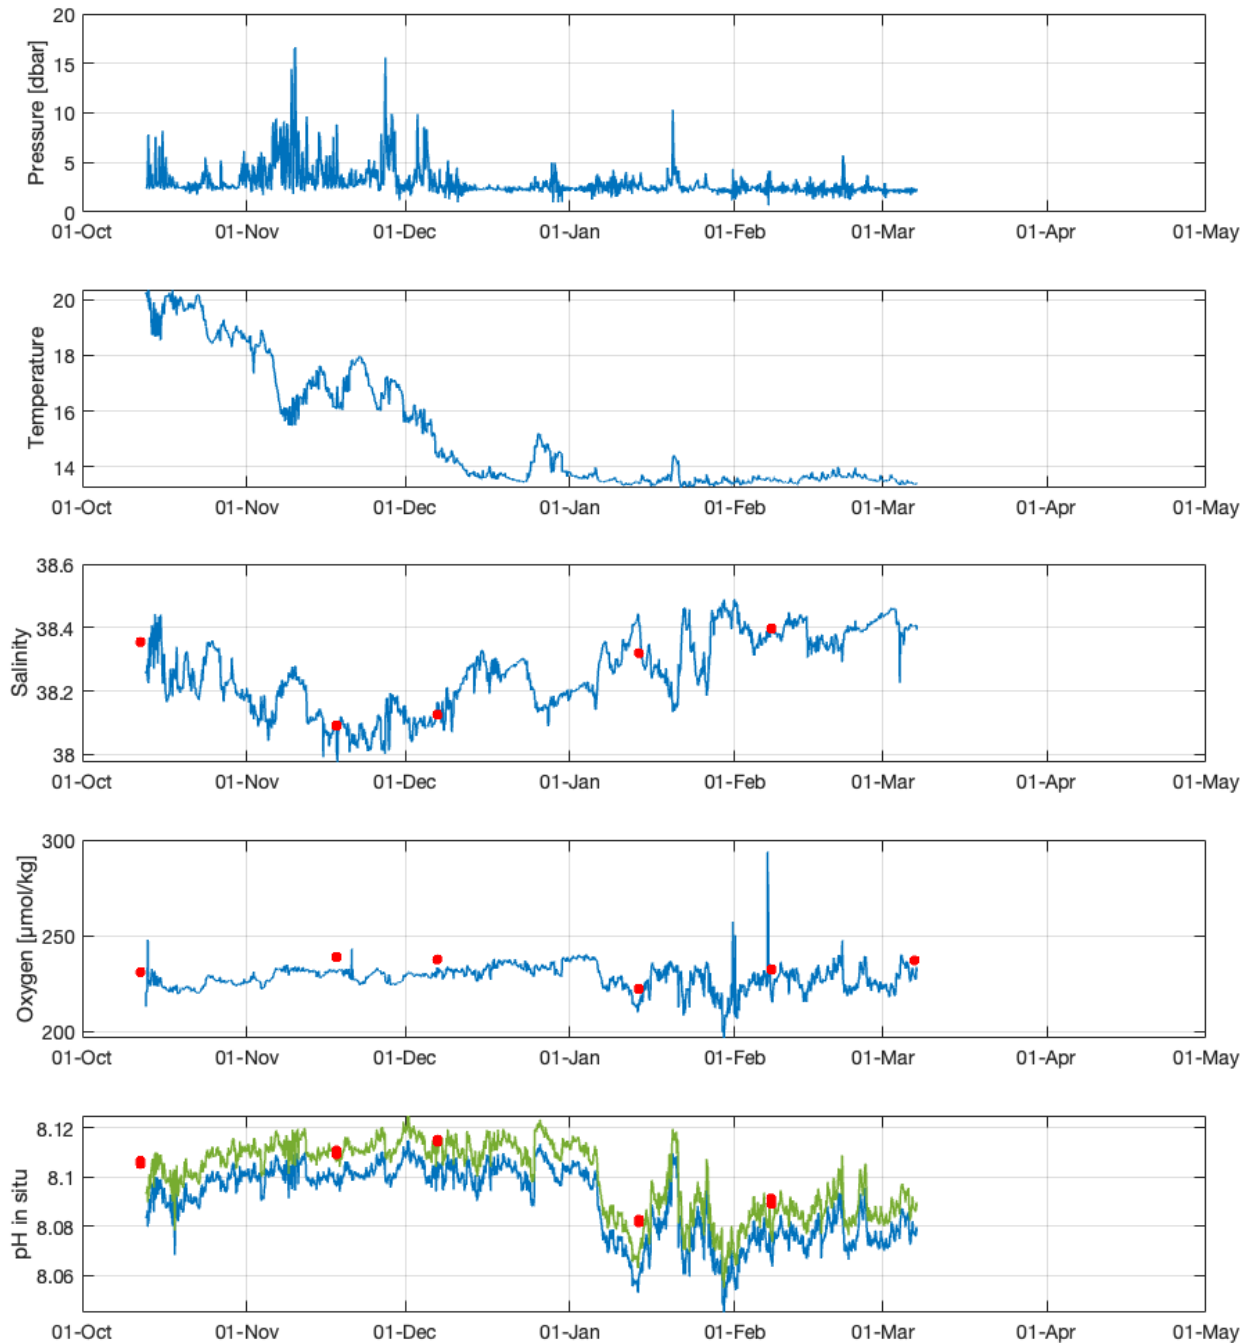 20
15
10
5
0
Pressure [dbar]
01-Oct 01-Nov 01-Dec 01-Jan 01-Feb 01-Mar 01-Apr 01-May
20
18
16
14
Temperature
01-Oct 01-Nov 01-Dec 01-Jan 01-Feb 01-Mar 01-Apr 01-May
38.6
38.4
38.2
38
Salinity
01-Oct 01-Nov 01-Dec 01-Jan 01-Feb 01-Mar 01-Apr 01-May
300
250
200
Oxygen [µmol/kg]
01-Oct 01-Nov 01-Dec 01-Jan 01-Feb 01-Mar 01-Apr 01-May
8.12
8.1
8.08
8.06
pH in situ
01-Oct 01-Nov 01-Dec 01-Jan 01-Feb 01-Mar 01-Apr 01-May